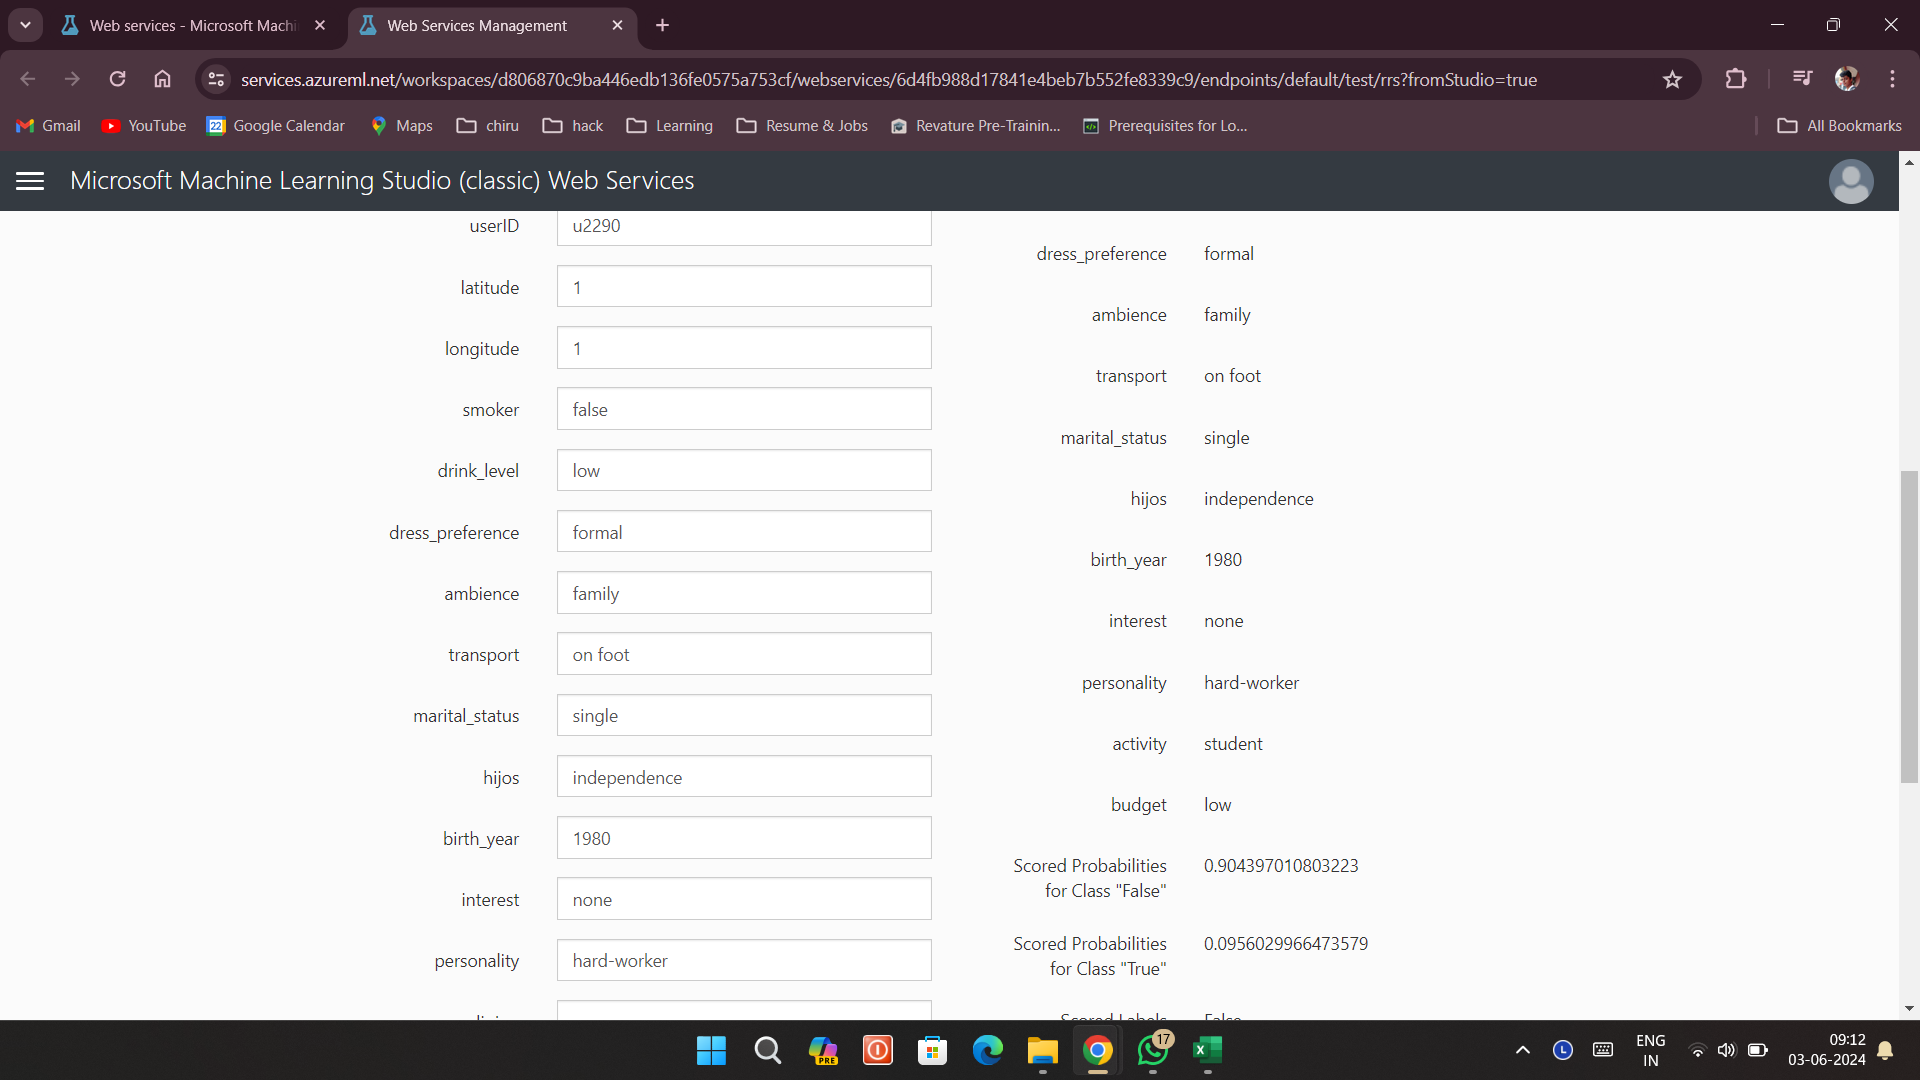 Web services - Microsoft Machi
Web Services Management
services.azureml.net/workspaces/d806870c9ba446edb136fe0575a753cf/webservices/6d4fb988d17841e4beb7b552fe8339c9/endpoints/default/test/rrs?fromStudio=true
Gmail
YouTube
22
Google Calendar
Maps
chiru
hack
Learning
Resume & Jobs
Revature Pre-Trainin...
Prerequisites for Lo...
All Bookmarks
Microsoft Machine Learning Studio (classic) Web Services
userID u2290
latitude 1
longitude 1
smoker false
drink_level low
dress_preference formal
ambience family
transport on foot
marital_status single
hijos independence
birth_year 1980
interest none
personality hard-worker
dress_preference formal
ambience family
transport on foot
marital_status single
hijos independence
birth_year 1980
interest none
personality hard-worker
activity student
budget low
Scored Probabilities 0.904397010803223
for Class "False"
Scored Probabilities 0.0956029966473579
for Class "True"
Scored Labels False
PRE
17
L
ENG
IN
09:12
03-06-2024